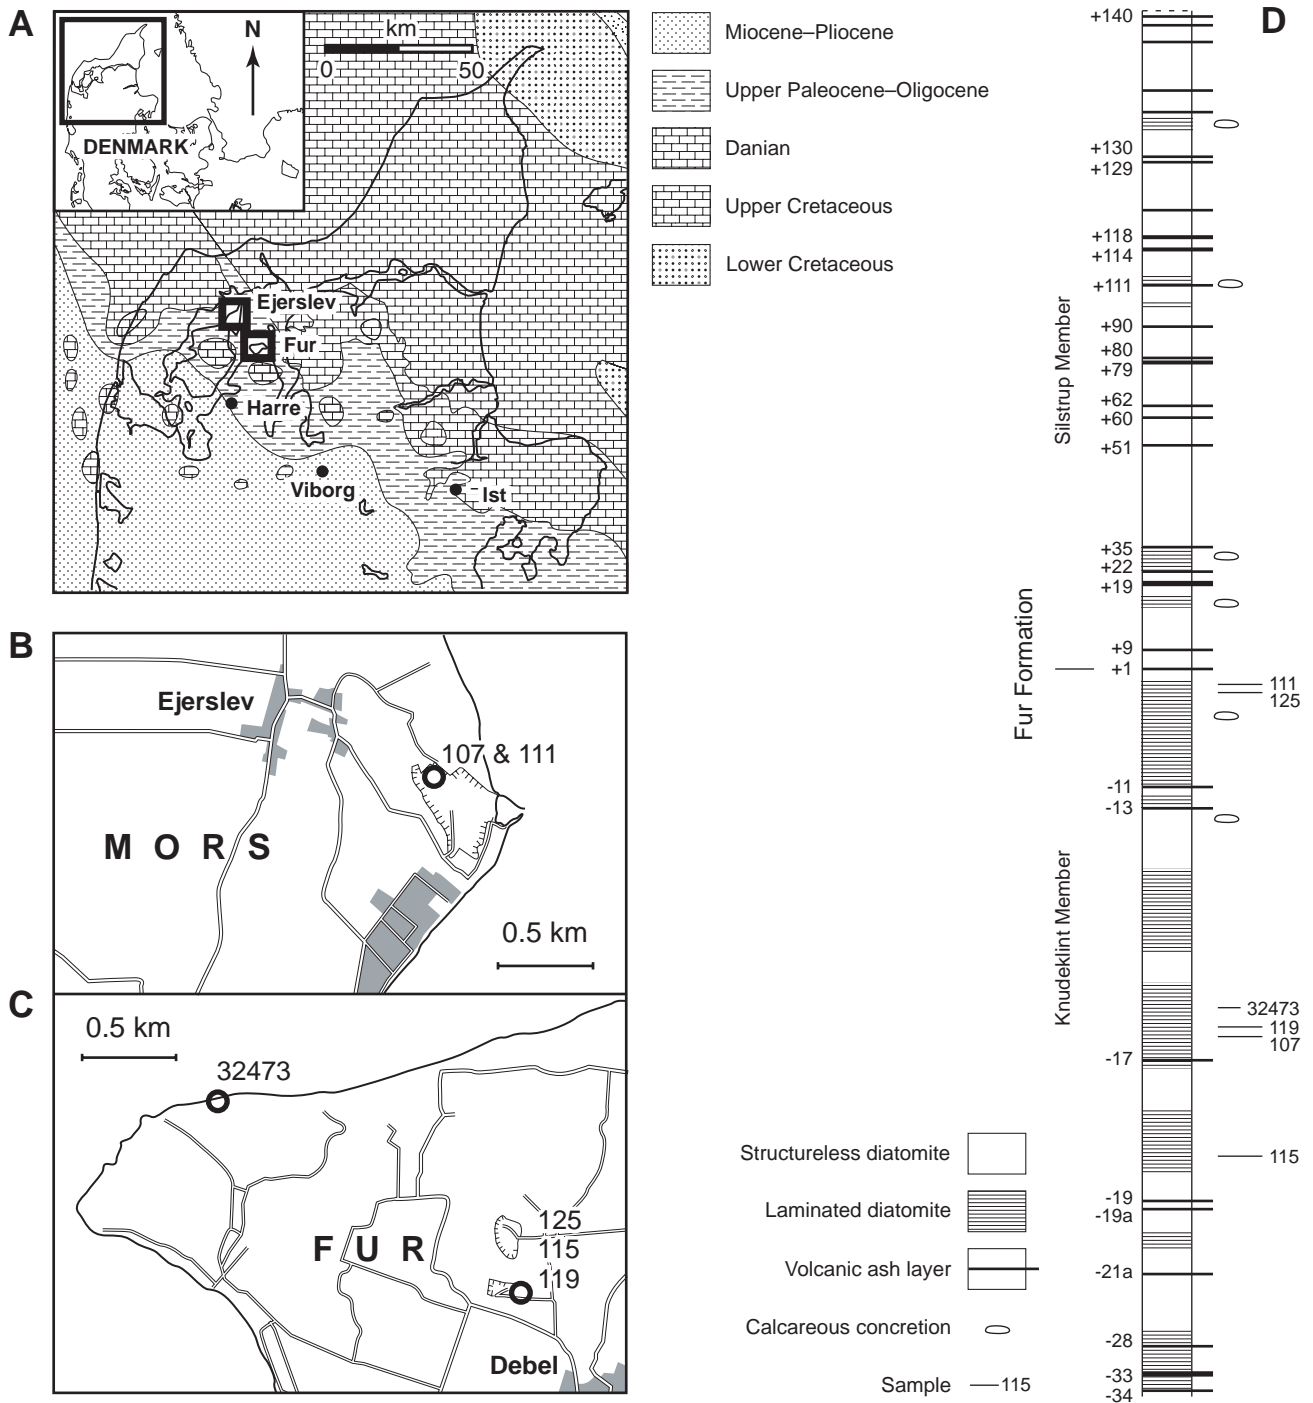 A
N
DENMARK
km
0
50
Ejerslev
Fur
Harre
Viborg
Ist
Miocene–Pliocene
Upper Paleocene–Oligocene
Danian
Upper Cretaceous
Lower Cretaceous
B
Ejerslev
107 & 111
M O R S
0.5 km
C
0.5 km
32473
F U R
125
115
119
Debel
D
+140
+130
+129
+118
+114
+111
+90
+80
+79
+62
+60
+51
+35
+22
+19
+9
+1
-11
-13
-17
-19
-19a
-21a
-28
-33
-34
Silstrup Member
Fur Formation
Knudeklint Member
111
125
32473
119
107
115
Structureless diatomite
Laminated diatomite
Volcanic ash layer
Calcareous concretion
Sample
115